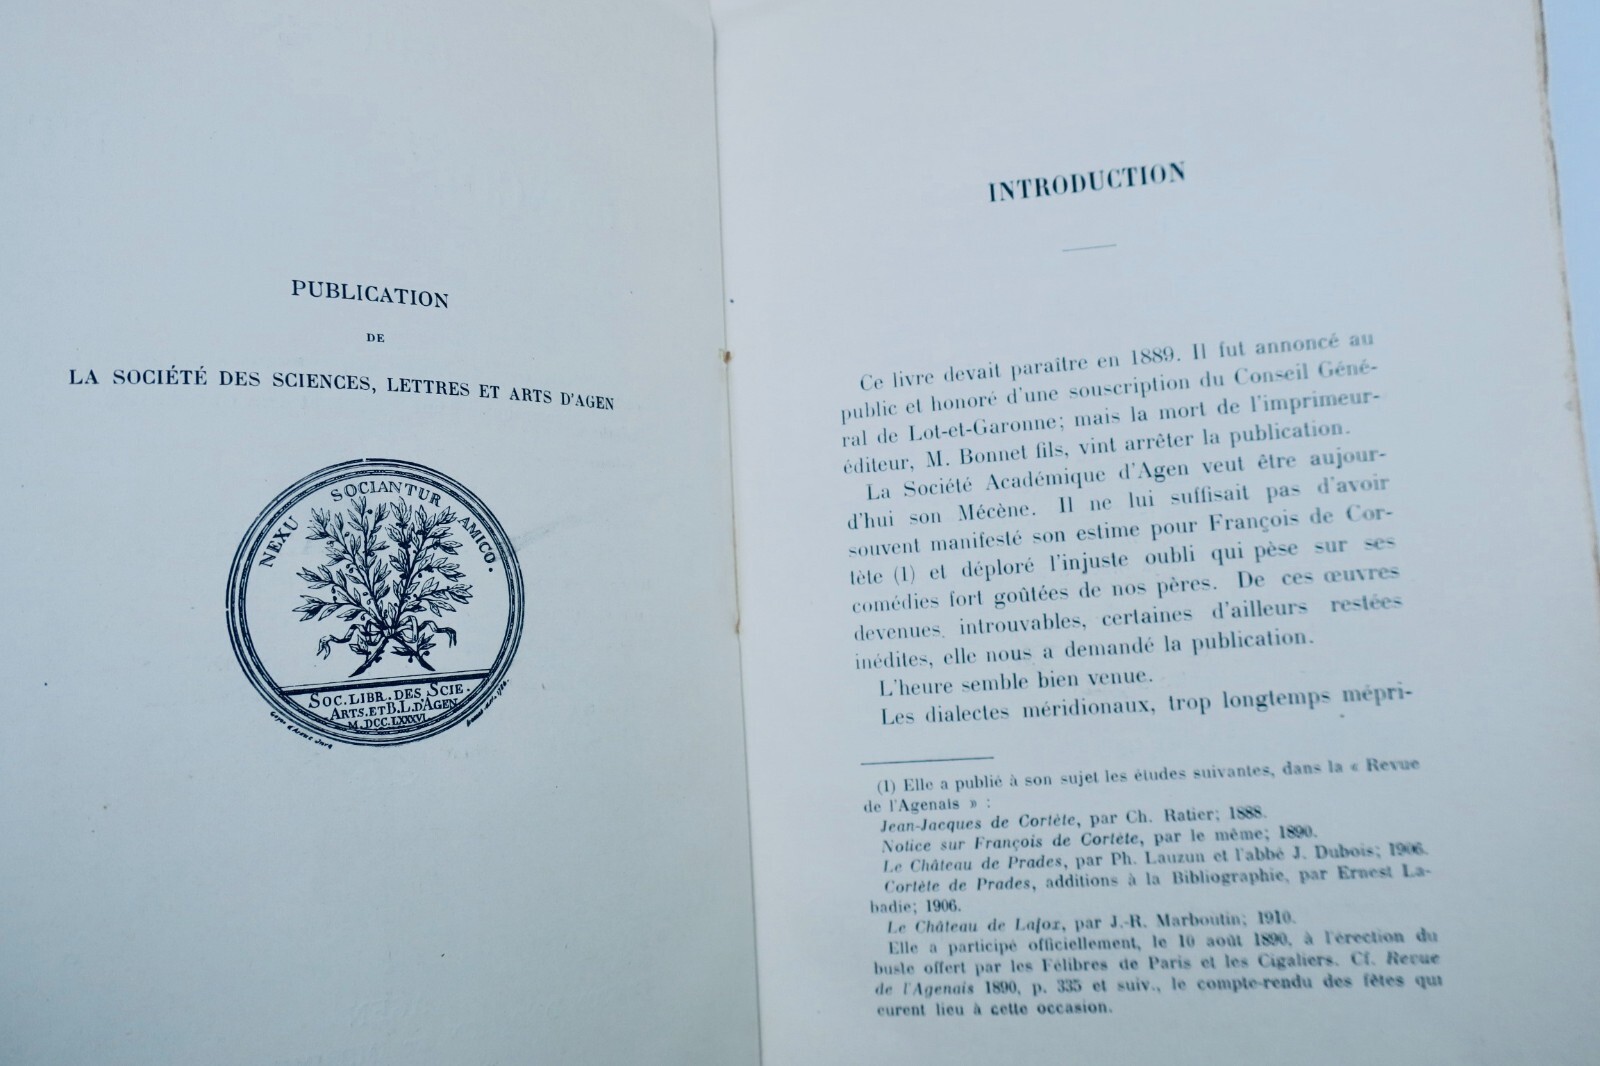 PUBLICATION
DE
LA SOCIÉTÉ DES SCIENCES, LETTRES ET ARTS D'AGEN
NEXU SOCIANTUR AMICO.
SOC. LIBR. DES SCIE.
ARTS. ET B. L. D'AGEN
M.DCC.LXXXVI
INTRODUCTION
Ce livre devait paraître en 1889. Il fut annoncé au
public et honoré d'une souscription du Conseil Géné-
ral de Lot-et-Garonne; mais la mort de l'imprimeur-
éditeur, M. Bonnet fils, vint arrêter la publication.
La Société Académique d'Agen veut être aujour-
d'hui son Mécène. Il ne lui suffisait pas d'avoir
souvent manifesté son estime pour François de Cor-
tète (1) et déploré l'injuste oubli qui pèse sur ses
comédies fort goûtées de nos pères. De ces œuvres
devenues introuvables, certaines d'ailleurs restées
inédites, elle nous a demandé la publication.
L'heure semble bien venue.
Les dialectes méridionaux, trop longtemps mépri-
(1) Elle a publié à son sujet les études suivantes, dans la « Revue
de l'Agenais » :
Jean-Jacques de Cortète, par Ch. Ratier; 1888.
Notice sur François de Cortète, par le même; 1890.
Le Château de Prades, par Ph. Lauzun et l'abbé J. Dubois; 1906.
Cortète de Prades, additions à la Bibliographie, par Ernest La-
badie; 1906.
Le Château de Lafox, par J.-R. Marboutin; 1910.
Elle a participé officiellement, le 10 août 1890, à l'érection du
buste offert par les Félibres de Paris et les Cigaliers. Cf. Revue
de l'Agenais 1890, p. 335 et suiv., le compte-rendu des fêtes qui
eurent lieu à cette occasion.